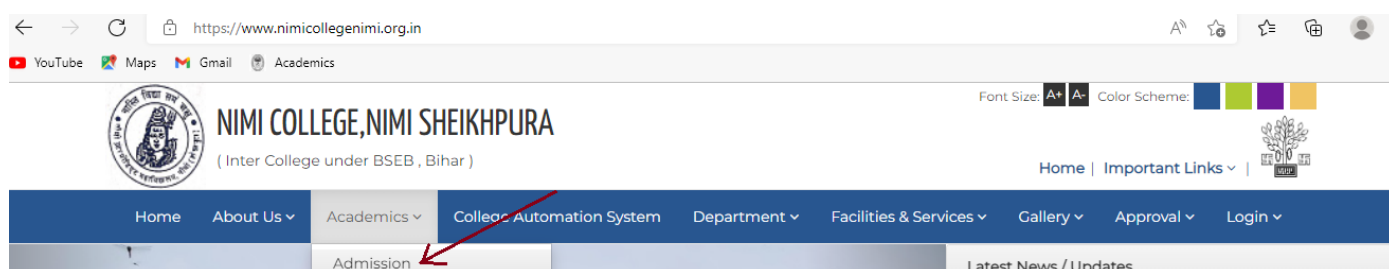 https://www.nimicollegenimi.org.in
YouTube Maps Gmail Academics
Font Size: A+ A- Color Scheme:
NIMI COLLEGE,NIMI SHEIKHPURA
( Inter College under BSEB , Bihar )
Home | Important Links |
Home About Us Academics College Automation System Department Facilities & Services Gallery Approval Login
Admission
Latest News / Updates